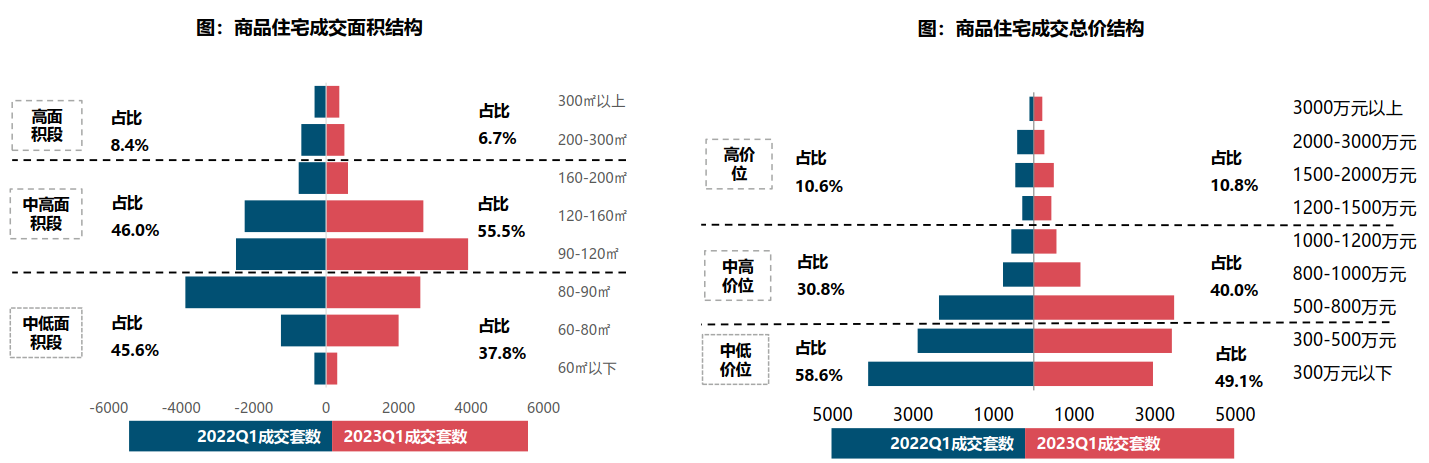 图：商品住宅成交面积结构
高面
积段
占比
8.4%
占比
6.7%
300㎡以上
200-300㎡
中高面
积段
占比
46.0%
占比
55.5%
160-200㎡
120-160㎡
90-120㎡
中低面
积段
占比
45.6%
占比
37.8%
80-90㎡
60-80㎡
60㎡以下
-6000 -4000 -2000 0 2000 4000 6000
2022Q1成交套数 2023Q1成交套数
图：商品住宅成交总价结构
高价
位
占比
10.6%
占比
10.8%
3000万元以上
2000-3000万元
1500-2000万元
1200-1500万元
中高
价位
占比
30.8%
占比
40.0%
1000-1200万元
800-1000万元
500-800万元
中低
价位
占比
58.6%
占比
49.1%
300-500万元
300万元以下
5000 3000 1000 1000 3000 5000
2022Q1成交套数 2023Q1成交套数